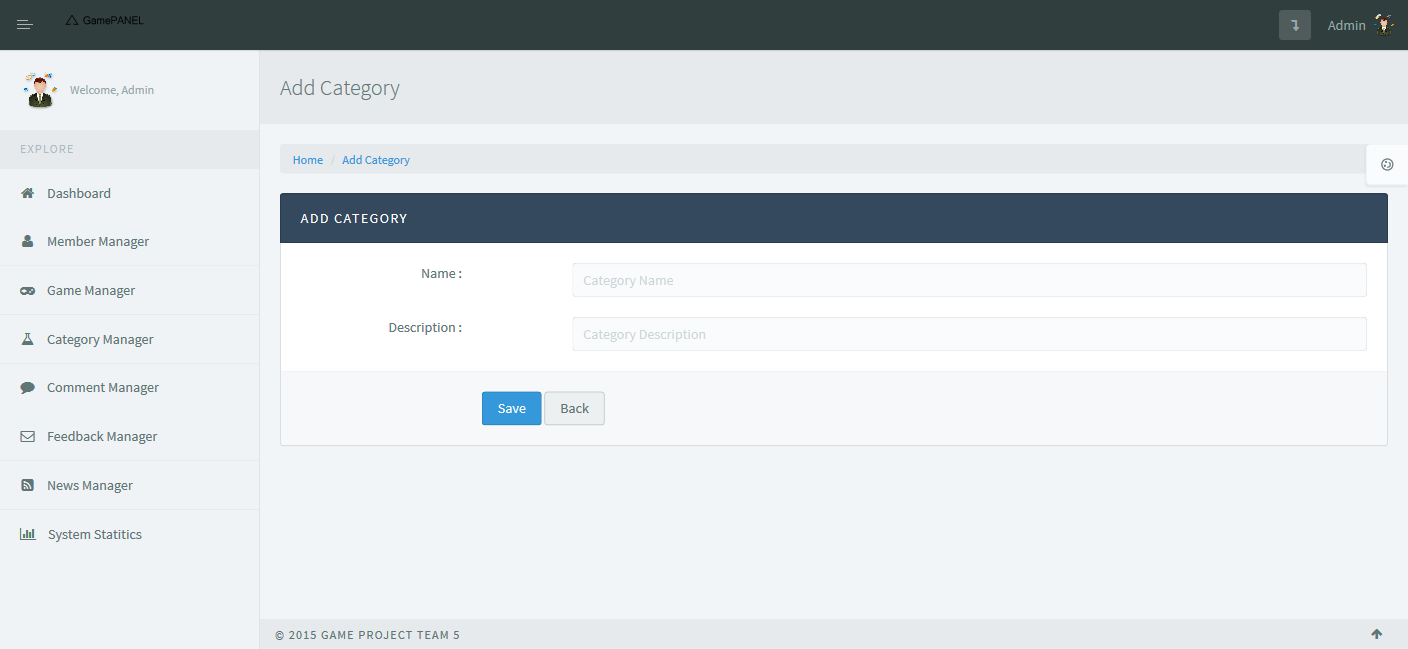 GamePANEL
Admin
Welcome, Admin
EXPLORE
Dashboard
Member Manager
Game Manager
Category Manager
Comment Manager
Feedback Manager
News Manager
System Statitics
Add Category
Home / Add Category
ADD CATEGORY
Name :
Category Name
Description :
Category Description
Save Back
© 2015 GAME PROJECT TEAM 5